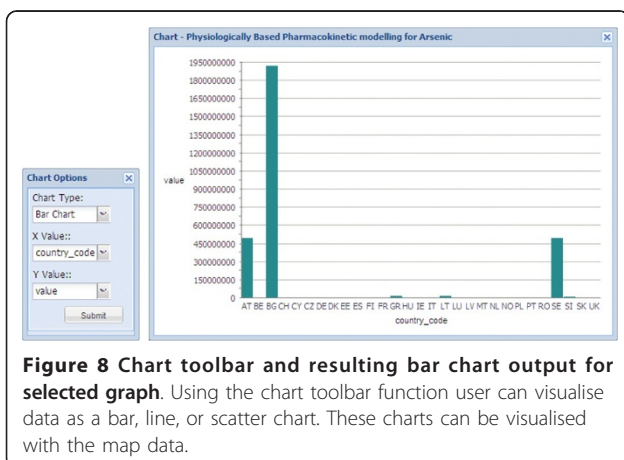 Chart - Physiologically Based Pharmacokinetic modelling for Arsenic
1950000000
1800000000
1650000000
1500000000
1350000000
1200000000
1050000000
value
900000000
750000000
600000000
450000000
300000000
150000000
0
AT BE BG CH CY CZ DE DK EE ES FI FR GR HU IE IT LT LU LV MT NL NO PL PT RO SE SI SK UK
country_code
Chart Options
Chart Type:
Bar Chart
X Value::
country_code
Y Value::
value
Submit
Figure 8 Chart toolbar and resulting bar chart output for
selected graph. Using the chart toolbar function user can visualise
data as a bar, line, or scatter chart. These charts can be visualised
with the map data.